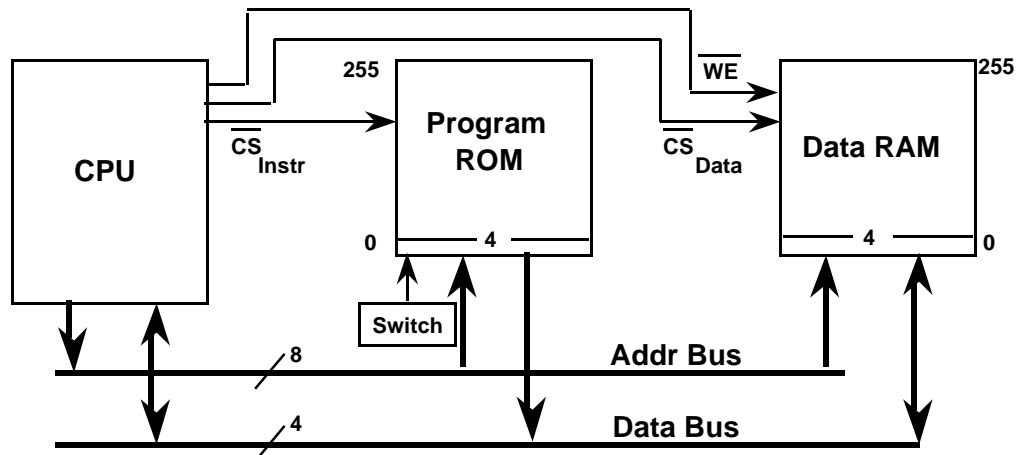 255
WE
255
CPU
CS
Instr
Program
ROM
CS
Data
Data RAM
0
4
4
0
Switch
8
Addr Bus
4
Data Bus